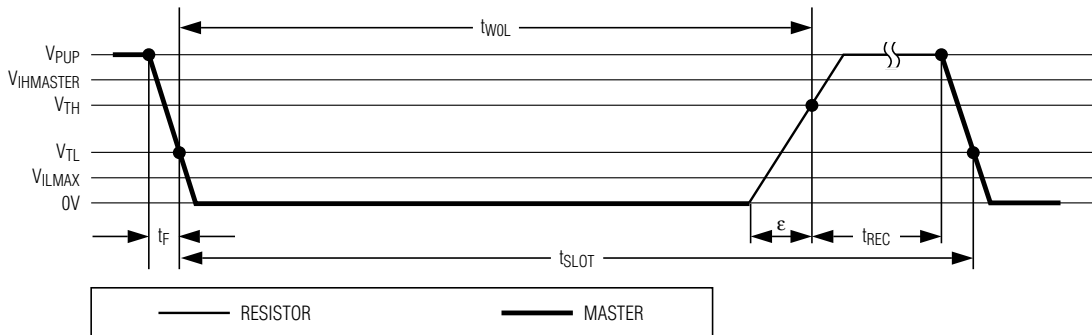 tW0L
VPUP
VIHMASTER
VTH
VTL
VILMAX
0V
tF
ε
tREC
tSLOT
RESISTOR
MASTER